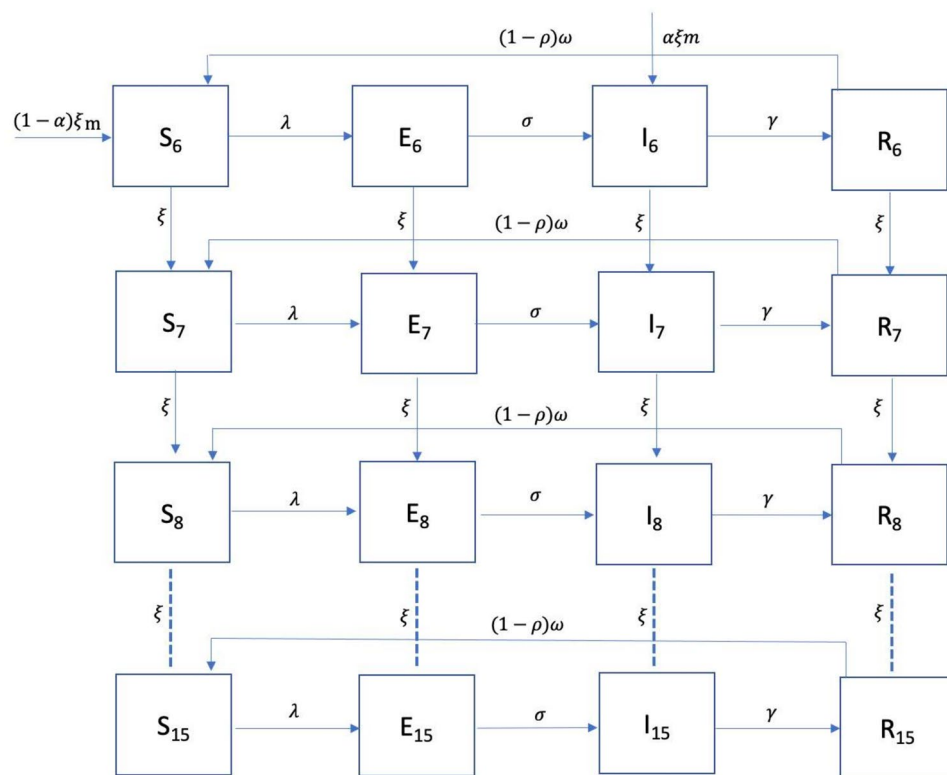 (1−ρ)ω αξm
(1−α)ξm S6 λ E6 σ I6 γ R6
ξ ξ ξ ξ
(1−ρ)ω
S7 λ E7 σ I7 γ R7
ξ ξ ξ ξ
(1−ρ)ω
S8 λ E8 σ I8 γ R8
ξ ξ ξ ξ
(1−ρ)ω
S15 λ E15 σ I15 γ R15